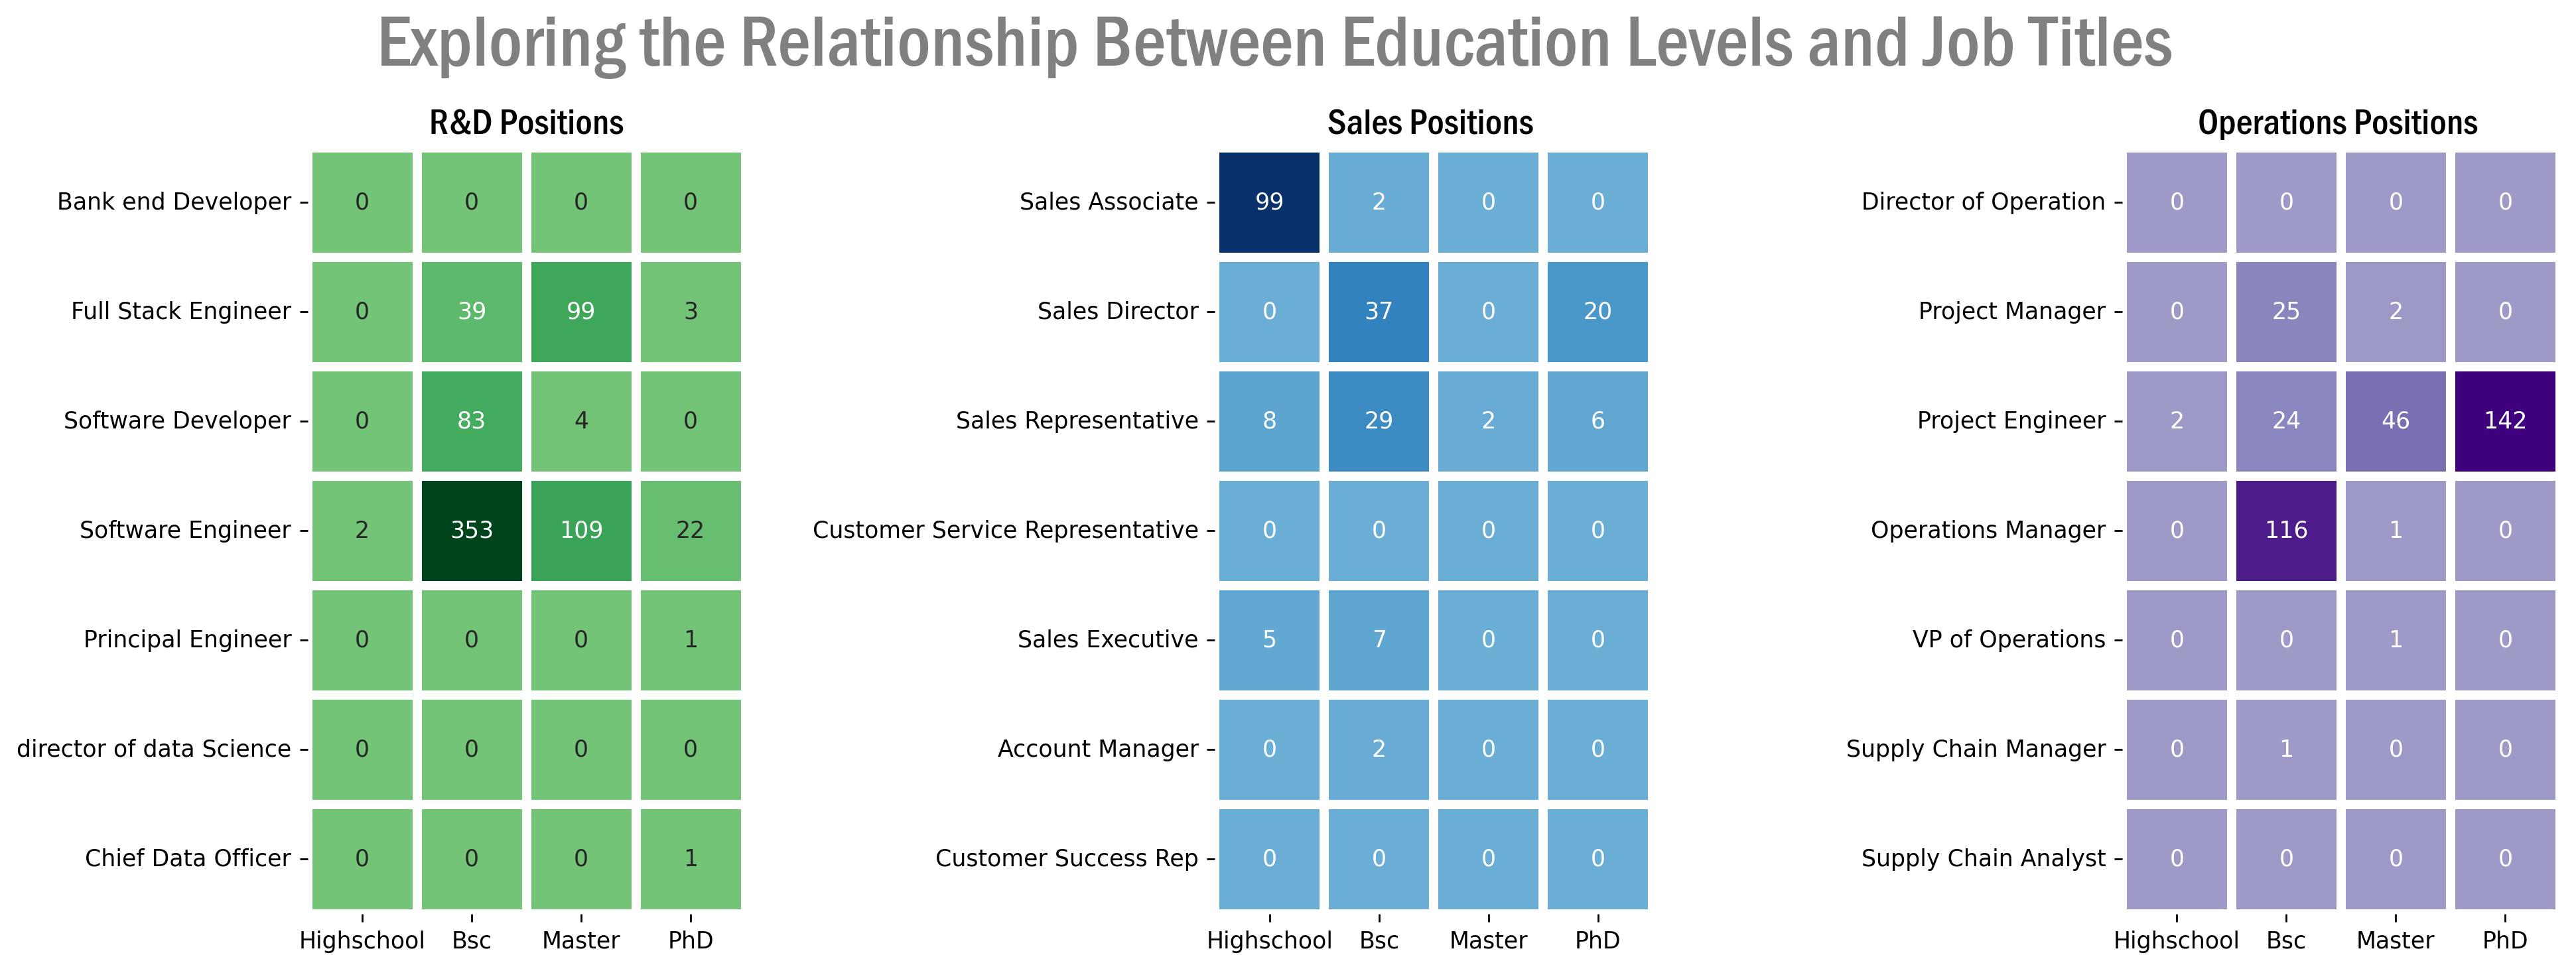 Exploring the Relationship Between Education Levels and Job Titles
R&D Positions
Bank end Developer 0 0 0 0
Full Stack Engineer 0 39 99 3
Software Developer 0 83 4 0
Software Engineer 2 353 109 22
Principal Engineer 0 0 0 1
director of data Science 0 0 0 0
Chief Data Officer 0 0 0 1
Highschool Bsc Master PhD
Sales Positions
Sales Associate 99 2 0 0
Sales Director 0 37 0 20
Sales Representative 8 29 2 6
Customer Service Representative 0 0 0 0
Sales Executive 5 7 0 0
Account Manager 0 2 0 0
Customer Success Rep 0 0 0 0
Highschool Bsc Master PhD
Operations Positions
Director of Operation 0 0 0 0
Project Manager 0 25 2 0
Project Engineer 2 24 46 142
Operations Manager 0 116 1 0
VP of Operations 0 0 1 0
Supply Chain Manager 0 1 0 0
Supply Chain Analyst 0 0 0 0
Highschool Bsc Master PhD